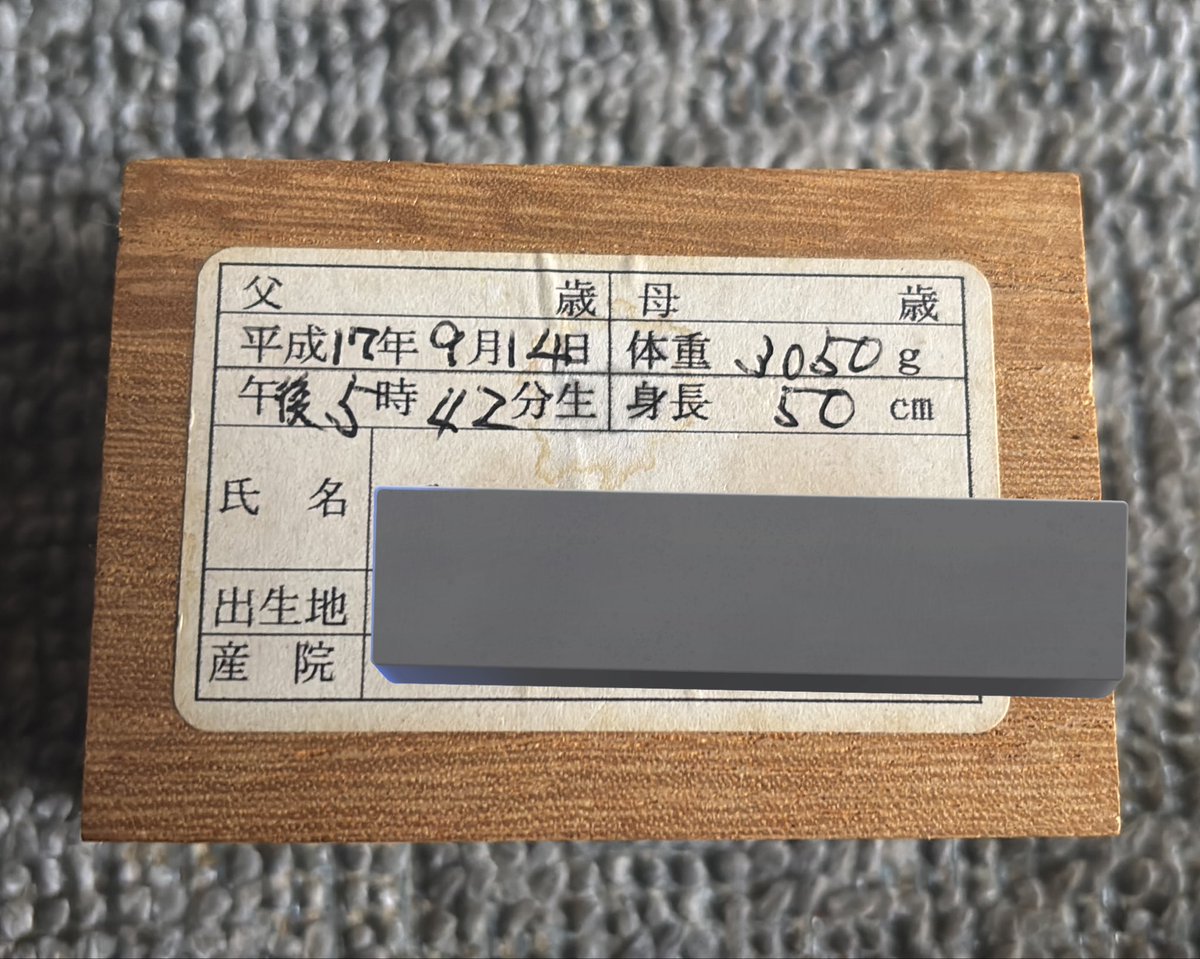 父 歳 母 歳
平成17年9月14日 体重 3050 g
午後5時42分生 身長 50 cm
氏 名
出生地
産 院